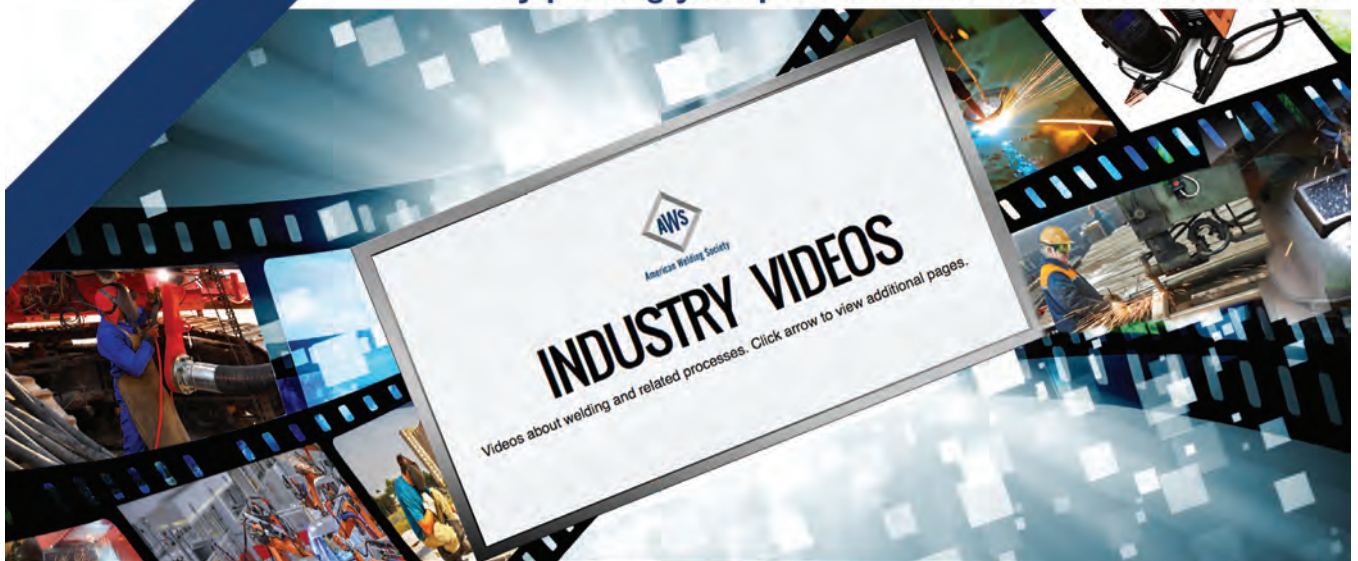 AWS
American Welding Society
INDUSTRY VIDEOS
Videos about welding and related processes. Click arrow to view additional pages.